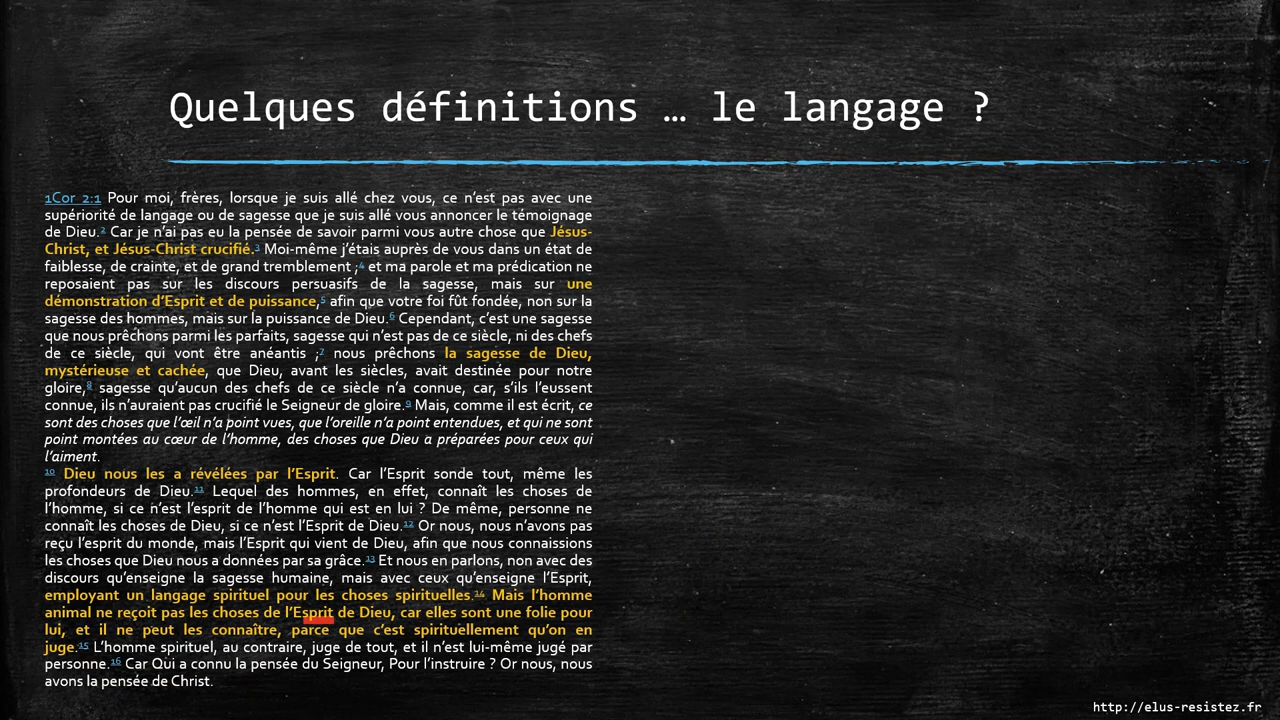 Quelques définitions … le langage ?
1Cor 2:1 Pour moi, frères, lorsque je suis allé chez vous, ce n’est pas avec une
supériorité de langage ou de sagesse que je suis allé vous annoncer le témoignage
de Dieu.2 Car je n’ai pas eu la pensée de savoir parmi vous autre chose que Jésus-
Christ, et Jésus-Christ crucifié.3 Moi-même j’étais auprès de vous dans un état de
faiblesse, de crainte, et de grand tremblement ;4 et ma parole et ma prédication ne
reposaient pas sur les discours persuasifs de la sagesse, mais sur une
démonstration d’Esprit et de puissance,5 afin que votre foi fût fondée, non sur la
sagesse des hommes, mais sur la puissance de Dieu.6 Cependant, c’est une sagesse
que nous prêchons parmi les parfaits, sagesse qui n’est pas de ce siècle, ni des chefs
de ce siècle, qui vont être anéantis ;7 nous prêchons la sagesse de Dieu,
mystérieuse et cachée, que Dieu, avant les siècles, avait destinée pour notre
gloire,8 sagesse qu’aucun des chefs de ce siècle n’a connue, car, s’ils l’eussent
connue, ils n’auraient pas crucifié le Seigneur de gloire.9 Mais, comme il est écrit, ce
sont des choses que l’œil n’a point vues, que l’oreille n’a point entendues, et qui ne sont
point montées au cœur de l’homme, des choses que Dieu a préparées pour ceux qui
l’aiment.
10 Dieu nous les a révélées par l’Esprit. Car l’Esprit sonde tout, même les
profondeurs de Dieu.11 Lequel des hommes, en effet, connaît les choses de
l’homme, si ce n’est l’esprit de l’homme qui est en lui ? De même, personne ne
connaît les choses de Dieu, si ce n’est l’Esprit de Dieu.12 Or nous, nous n’avons pas
reçu l’esprit du monde, mais l’Esprit qui vient de Dieu, afin que nous connaissions
les choses que Dieu nous a données par sa grâce.13 Et nous en parlons, non avec des
discours qu’enseigne la sagesse humaine, mais avec ceux qu’enseigne l’Esprit,
employant un langage spirituel pour les choses spirituelles.14 Mais l’homme
animal ne reçoit pas les choses de l’Esprit de Dieu, car elles sont une folie pour
lui, et il ne peut les connaître, parce que c’est spirituellement qu’on en
juge.15 L’homme spirituel, au contraire, juge de tout, et il n’est lui-même jugé par
personne.16 Car Qui a connu la pensée du Seigneur, Pour l’instruire ? Or nous, nous
avons la pensée de Christ.
http://elus-resistez.fr